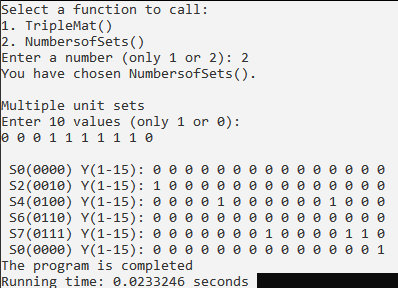 Select a function to call:
1. TripleMat()
2. NumbersofSets()
Enter a number (only 1 or 2): 2
You have chosen NumbersofSets().
Multiple unit sets
Enter 10 values (only 1 or 0):
0 0 0 1 1 1 1 1 1 0
S0(0000) Y(1-15): 0 0 0 0 0 0 0 0 0 0 0 0 0 0 0
S2(0010) Y(1-15): 1 0 0 0 0 0 0 0 0 0 0 0 0 0 0
S4(0100) Y(1-15): 0 0 0 0 1 0 0 0 0 0 0 1 0 0 0
S6(0110) Y(1-15): 0 0 0 0 0 0 0 0 0 0 0 0 0 0 0
S7(0111) Y(1-15): 0 0 0 0 0 0 0 1 0 0 0 0 1 1 0
S0(0000) Y(1-15): 0 0 0 0 0 0 0 0 0 0 0 0 0 0 1
The program is completed
Running time: 0.0233246 seconds